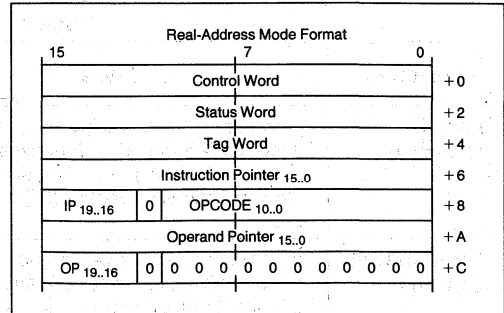 Real-Address Mode Format
15 7 0
Control Word +0
Status Word +2
Tag Word +4
Instruction Pointer 15..0 +6
IP 19..16 0 OPCODE 10..0 +8
Operand Pointer 15..0 +A
OP 19..16 0 0 0 0 0 0 0 0 0 0 0 0 +C